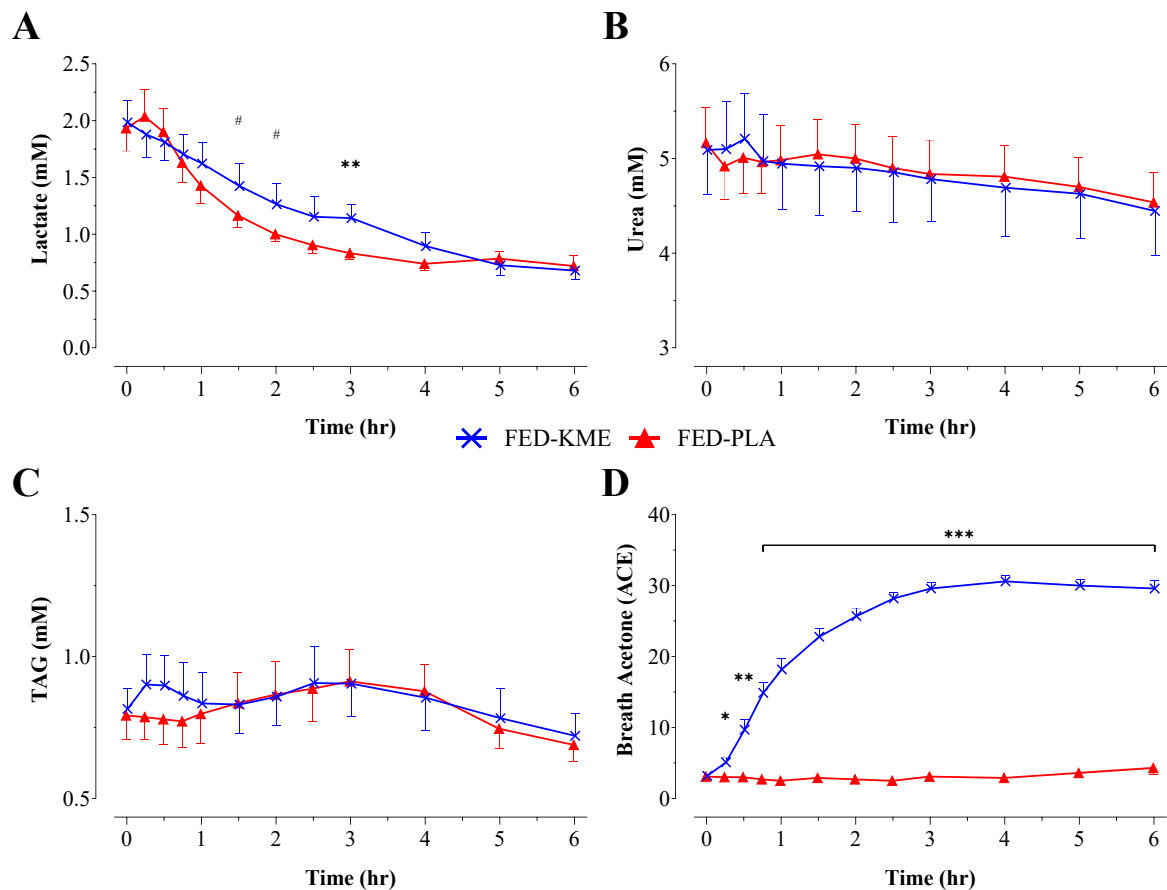 A
Lactate (mM)
2.5
2.0
1.5
1.0
0.5
0.0
# # **
0 1 2 3 4 5 6
Time (hr)
B
Urea (mM)
6
5
4
3
0 1 2 3 4 5 6
Time (hr)
FED-KME FED-PLA
C
TAG (mM)
1.5
1.0
0.5
0 1 2 3 4 5 6
Time (hr)
D
Breath Acetone (ACE)
40
30
20
10
0
* ** ***
0 1 2 3 4 5 6
Time (hr)